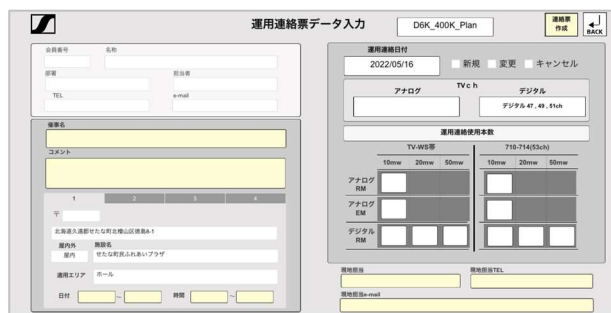 運用連絡票データ入力
D6K_400K_Plan
連絡票
作成
BACK
会員番号 名称
部署 担当者
TEL e-mail
催事名
コメント
1 2 3 4
〒
北海道久遠郡せたな町北檜山区徳島8-1
屋内外 施設名
屋内 せたな町民ふれあいプラザ
適用エリア ホール
日付 ~ 時間 ~
運用連絡日付
2022/05/16 新規 変更 キャンセル
TVch
アナログ デジタル
デジタル 47 , 49 , 51ch
運用連絡使用本数
TV-WS帯 710-714(53ch)
10mw 20mw 50mw 10mw 20mw 50mw
アナログ
RM
アナログ
EM
デジタル
RM
現地担当 現地担当TEL
現地担当e-mail